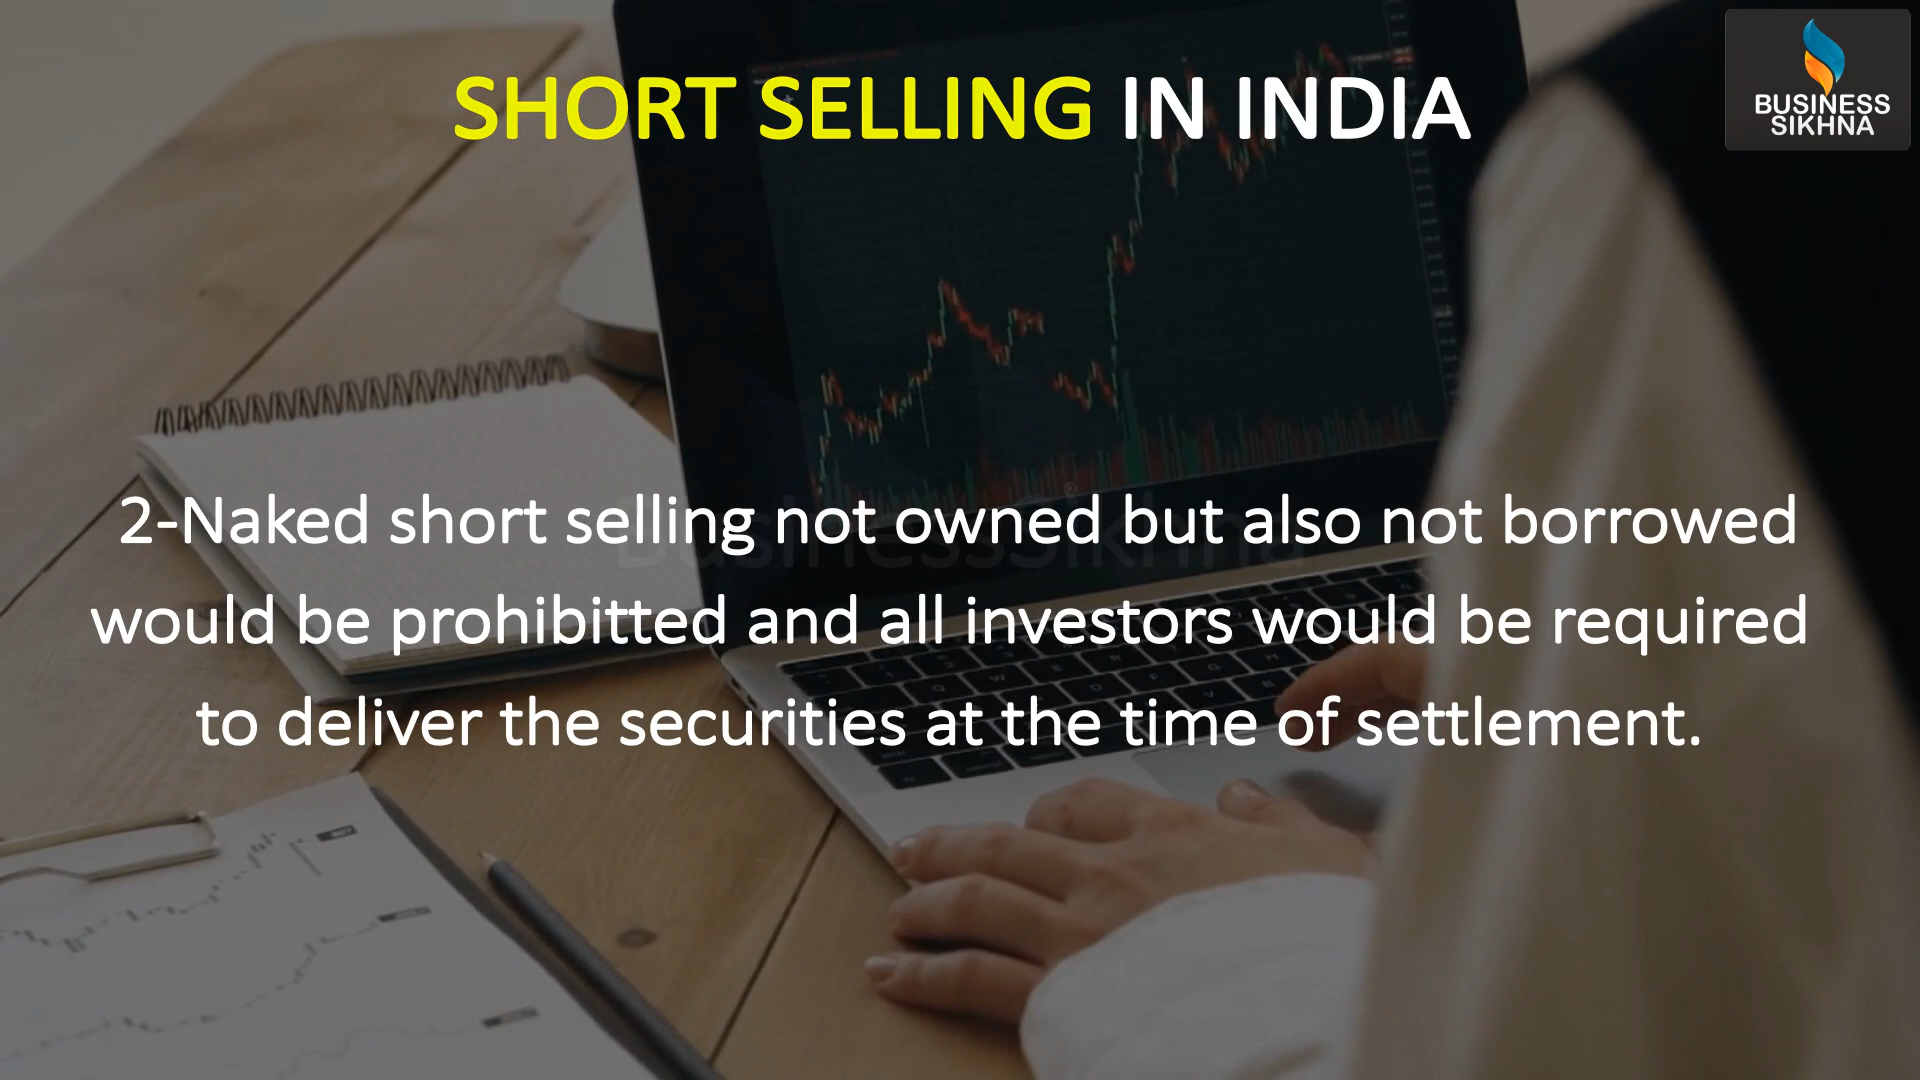 SHORT SELLING IN INDIA
BUSINESS
SIKHNA
2-Naked short selling not owned but also not borrowed
would be prohibitted and all investors would be required
to deliver the securities at the time of settlement.
BusinessSikhna